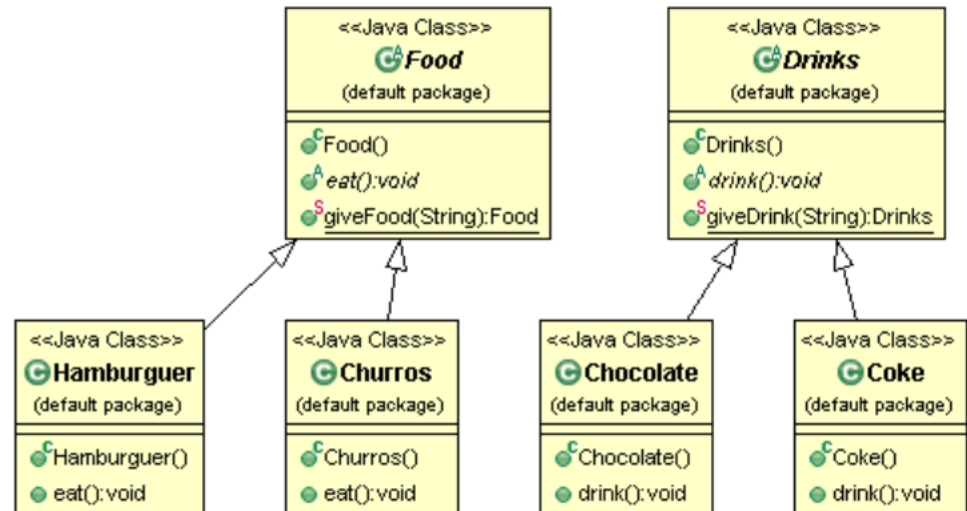 <<Java Class>>
Food
(default package)
Food()
eat():void
giveFood(String):Food
<<Java Class>>
Drinks
(default package)
Drinks()
drink():void
giveDrink(String):Drinks
<<Java Class>>
Hamburguer
(default package)
Hamburguer()
eat():void
<<Java Class>>
Churros
(default package)
Churros()
eat():void
<<Java Class>>
Chocolate
(default package)
Chocolate()
drink():void
<<Java Class>>
Coke
(default package)
Coke()
drink():void